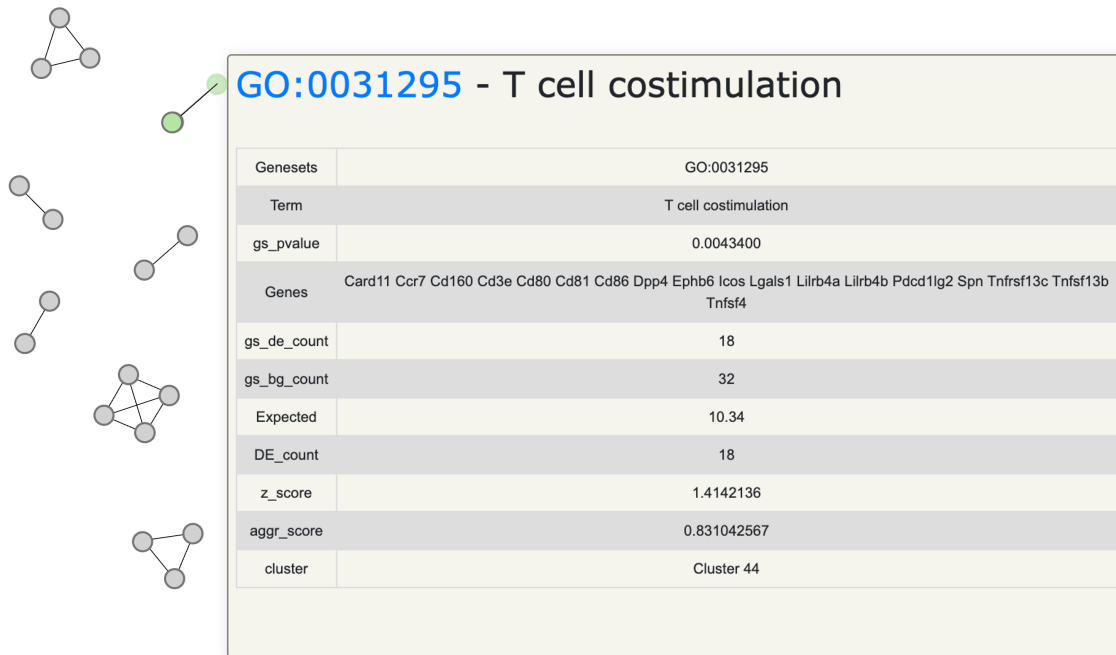 GO:0031295 - T cell costimulation
Genesets GO:0031295
Term T cell costimulation
gs_pvalue 0.0043400
Genes Card11 Ccr7 Cd160 Cd3e Cd80 Cd81 Cd86 Dpp4 Ephb6 Icos Lgals1 Lilrb4a Lilrb4b Pdcd1lg2 Spn Tnfrsf13c Tnfsf13b
Tnfsf4
gs_de_count 18
gs_bg_count 32
Expected 10.34
DE_count 18
z_score 1.4142136
aggr_score 0.831042567
cluster Cluster 44